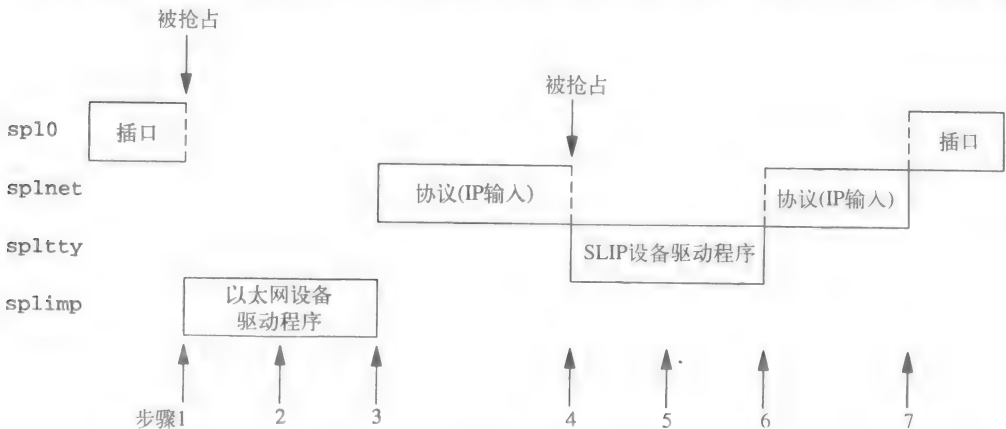 被抢占
被抢占
spl0
插口
插口
splnet
协议(IP输入)
协议(IP输入)
spltty
SLIP设备驱动程序
splimp
以太网设备
驱动程序
步骤1 2 3 4 5 6 7